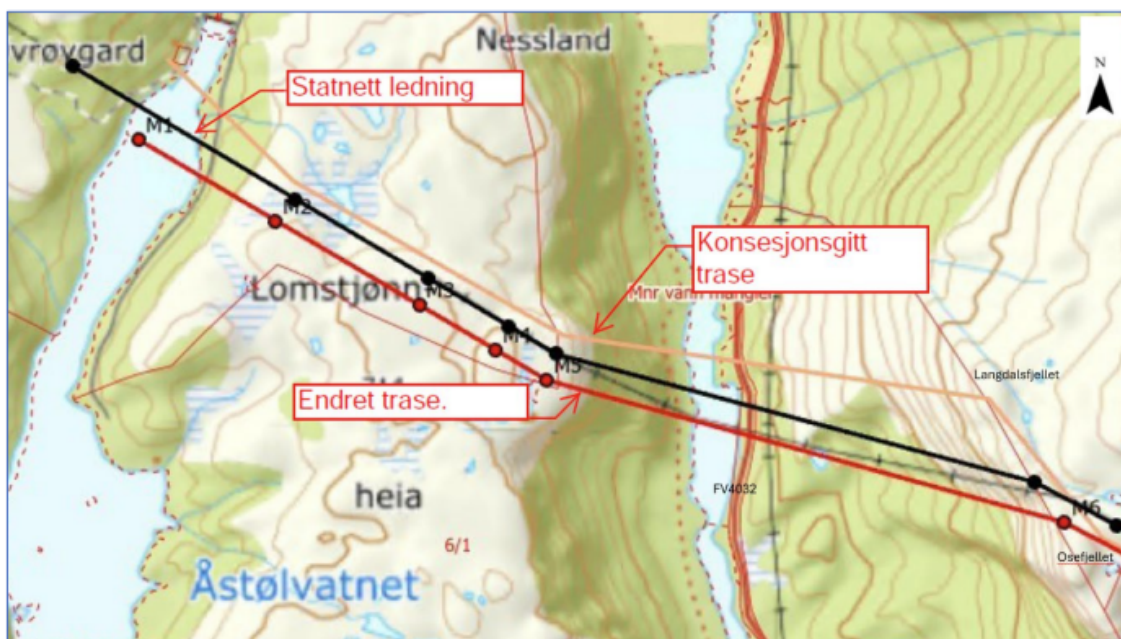 vrøvgard
Nessland
N
Statnett ledning
M1
M2
Konsesjonsgitt
trase
Lomstjønn
M3
Mnr vann mangler
M4
M5
Langdalsfjellet
Endret trase.
heia
FV4032
M6
6/1
Osefjellet
Åstølvatnet